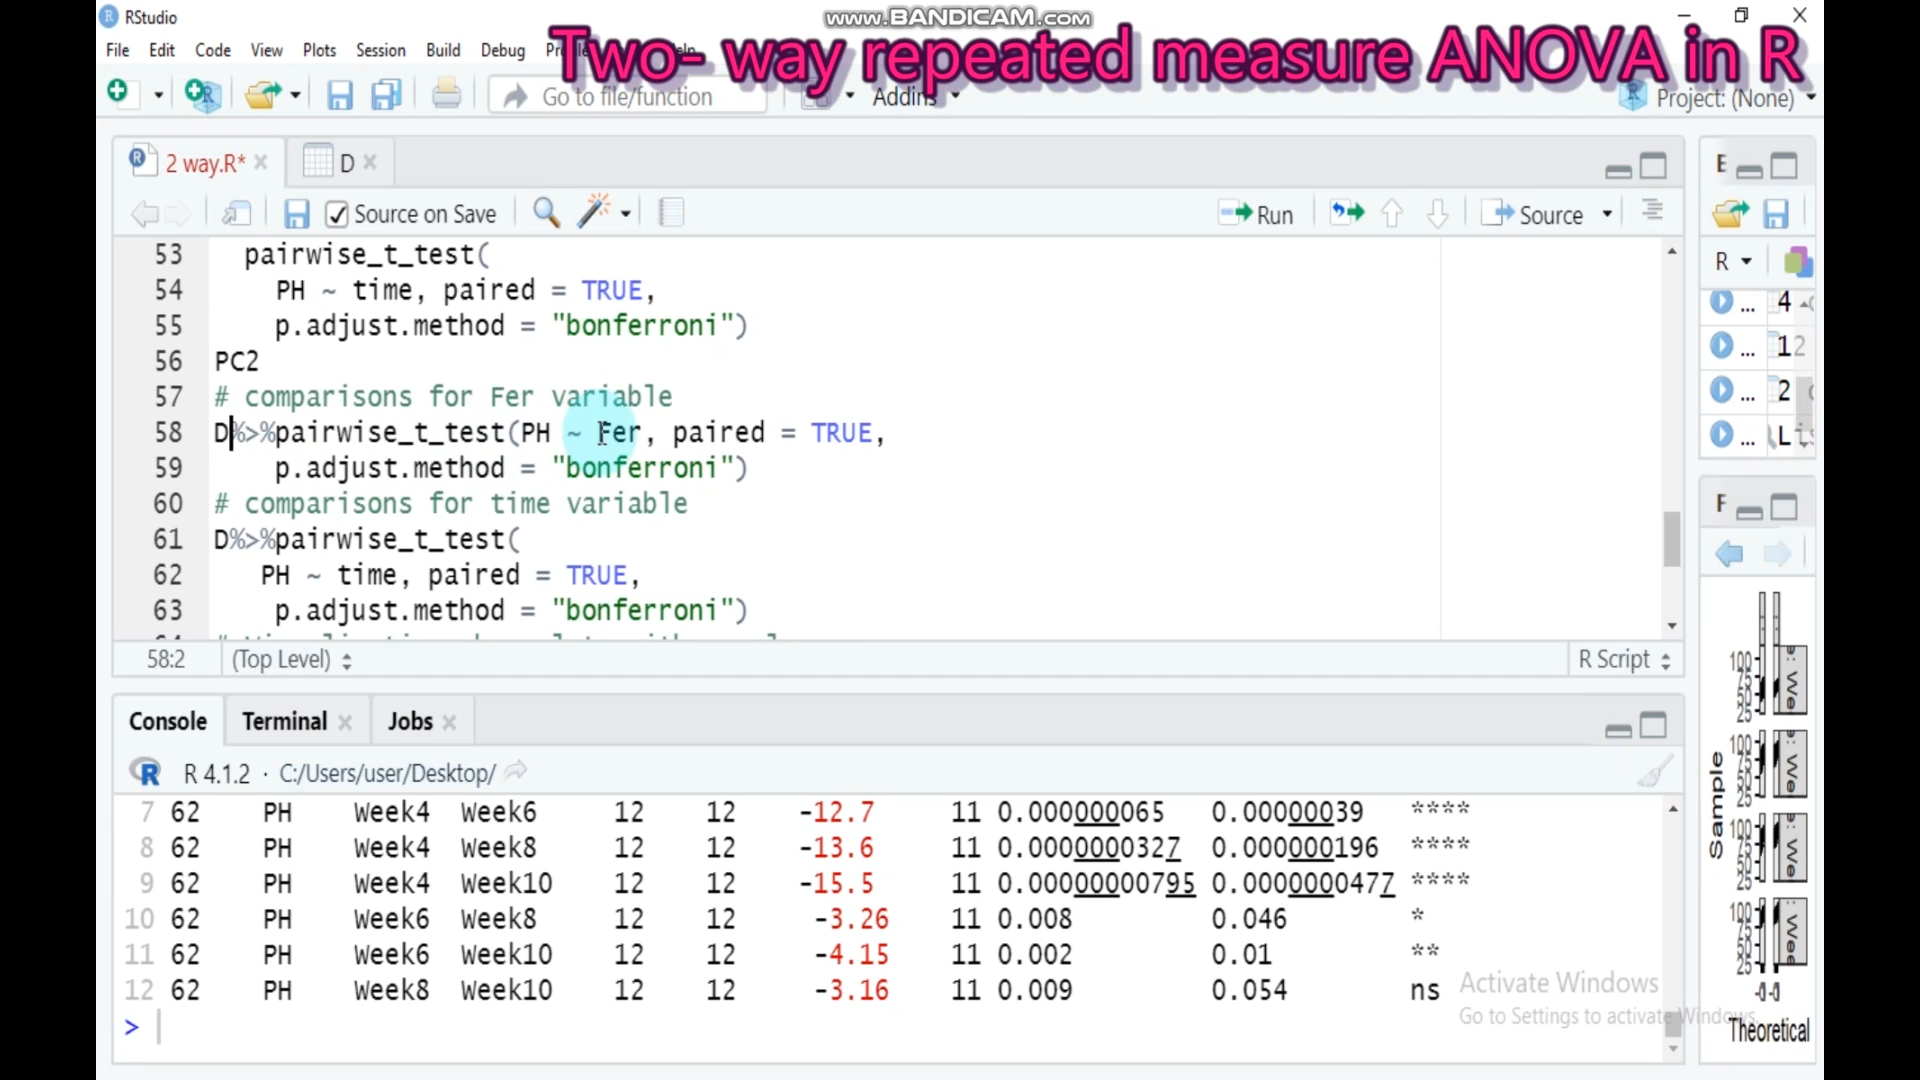 RStudio
www.BANDICAM.com
Two- way repeated measure ANOVA in R
File Edit Code View Plots Session Build Debug
Go to file/function
Addins
Project: (None)
2 way.R*
D
E
Source on Save
Run
Source
R
53 pairwise_t_test(
54 PH ~ time, paired = TRUE,
55 p.adjust.method = "bonferroni")
56 PC2
57 # comparisons for Fer variable
58 D%>%pairwise_t_test(PH ~ Fer, paired = TRUE,
59 p.adjust.method = "bonferroni")
60 # comparisons for time variable
61 D%>%pairwise_t_test(
62 PH ~ time, paired = TRUE,
63 p.adjust.method = "bonferroni")
58:2 (Top Level) R Script
Console Terminal Jobs
R 4.1.2 · C:/Users/user/Desktop/
7 62 PH Week4 Week6 12 12 -12.7 11 0.000000065 0.00000039 ****
8 62 PH Week4 Week8 12 12 -13.6 11 0.0000000327 0.000000196 ****
9 62 PH Week4 Week10 12 12 -15.5 11 0.00000000795 0.0000000477 ****
10 62 PH Week6 Week8 12 12 -3.26 11 0.008 0.046 *
11 62 PH Week6 Week10 12 12 -4.15 11 0.002 0.01 **
12 62 PH Week8 Week10 12 12 -3.16 11 0.009 0.054 ns
>
Activate Windows
Go to Settings to activate Windows.
Sample
Theoretical